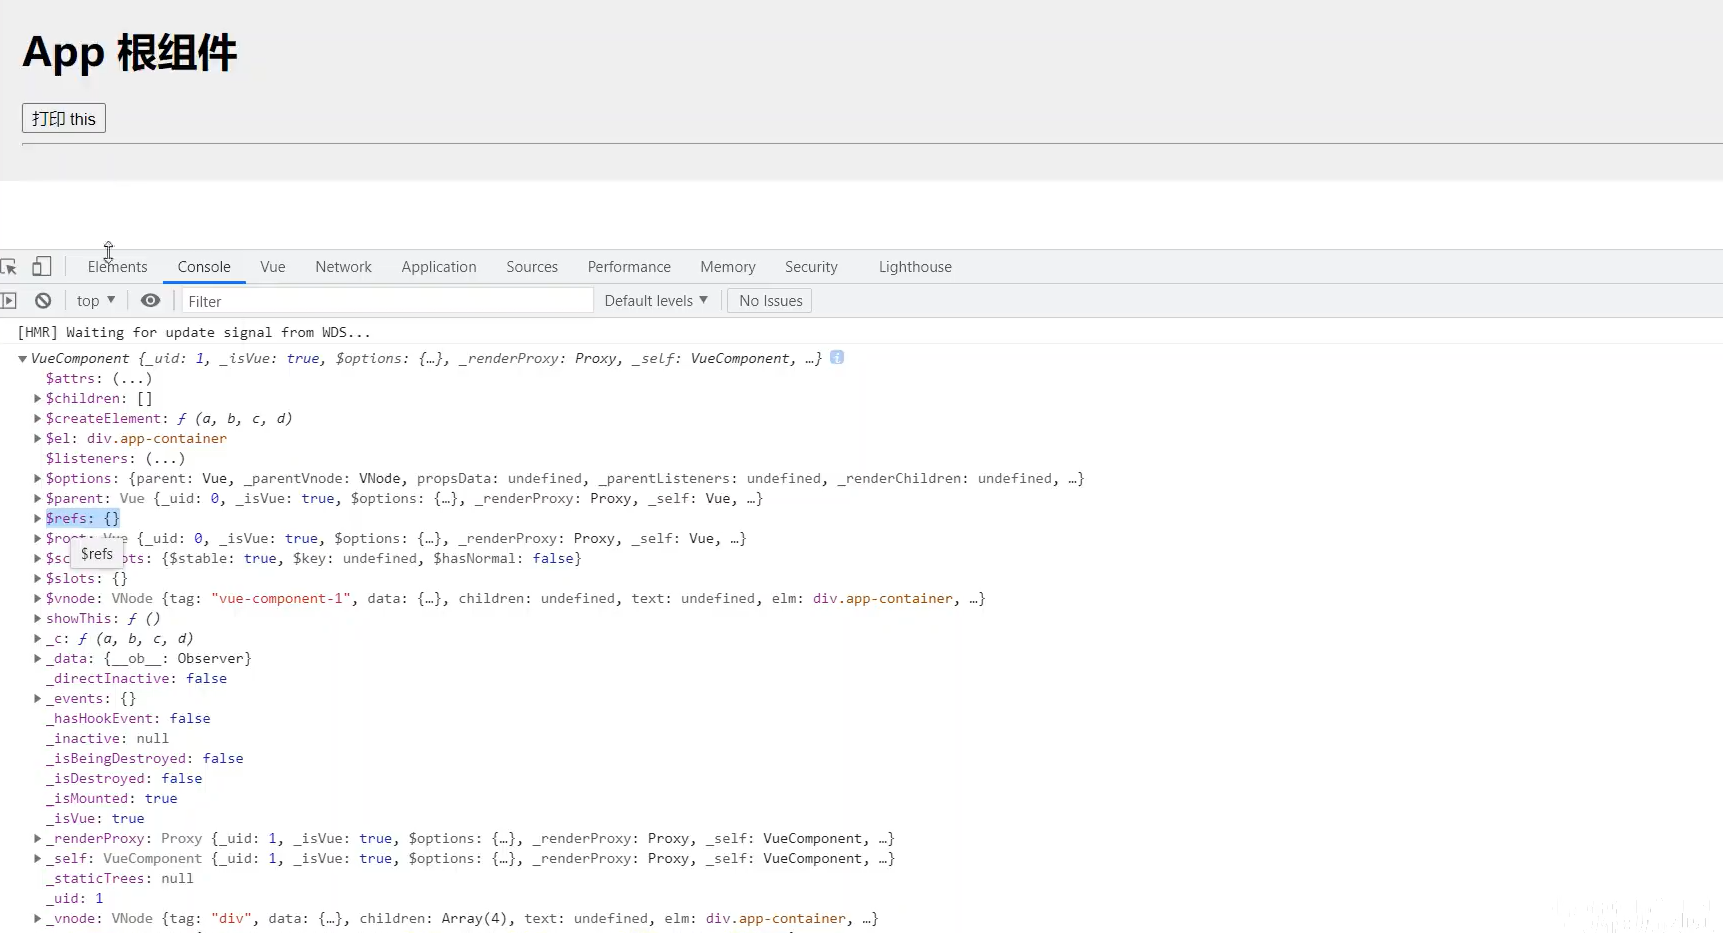 App 根组件
打印 this
Elements Console Vue Network Application Sources Performance Memory Security Lighthouse
top ▼ Filter Default levels ▼ No Issues
[HMR] Waiting for update signal from WDS...
▼VueComponent {_uid: 1, _isVue: true, $options: {…}, _renderProxy: Proxy, _self: VueComponent, …} i
$attrs: (...)
▶$children: []
▶$createElement: ƒ (a, b, c, d)
▶$el: div.app-container
$listeners: (...)
▶$options: {parent: Vue, _parentVnode: VNode, propsData: undefined, _parentListeners: undefined, _renderChildren: undefined, …}
▶$parent: Vue {_uid: 0, _isVue: true, $options: {…}, _renderProxy: Proxy, _self: Vue, …}
▶$refs: {}
▶$root: Vue {_uid: 0, _isVue: true, $options: {…}, _renderProxy: Proxy, _self: Vue, …}
$refs
▶$sc ots: {$stable: true, $key: undefined, $hasNormal: false}
▶$slots: {}
▶$vnode: VNode {tag: "vue-component-1", data: {…}, children: undefined, text: undefined, elm: div.app-container, …}
▶showThis: ƒ ()
▶_c: ƒ (a, b, c, d)
▶_data: {__ob__: Observer}
_directInactive: false
▶_events: {}
_hasHookEvent: false
_inactive: null
_isBeingDestroyed: false
_isDestroyed: false
_isMounted: true
_isVue: true
▶_renderProxy: Proxy {_uid: 1, _isVue: true, $options: {…}, _renderProxy: Proxy, _self: VueComponent, …}
▶_self: VueComponent {_uid: 1, _isVue: true, $options: {…}, _renderProxy: Proxy, _self: VueComponent, …}
_staticTrees: null
_uid: 1
▶_vnode: VNode {tag: "div", data: {…}, children: Array(4), text: undefined, elm: div.app-container, …}